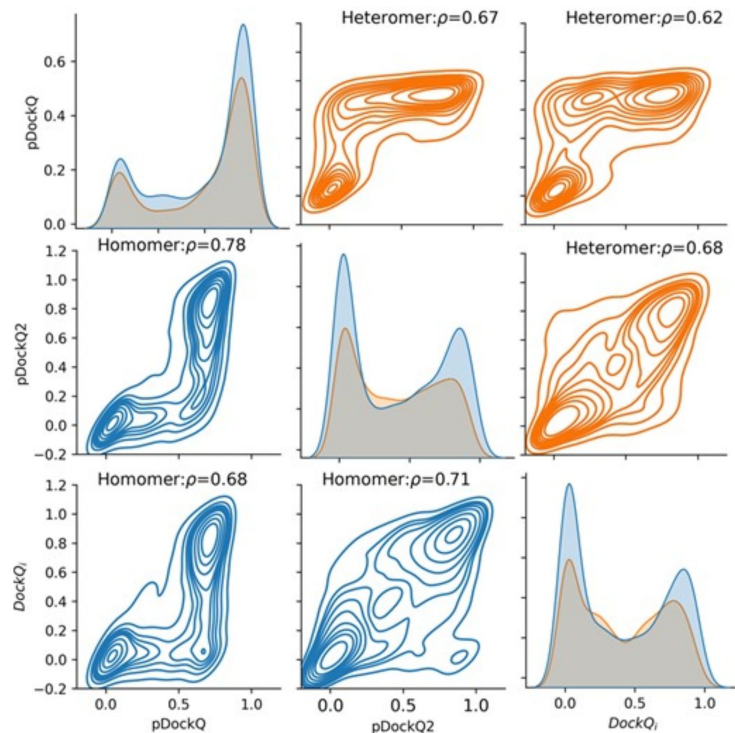 Heteromer:ρ=0.67
Heteromer:ρ=0.62
pDockQ
0.6
0.4
0.2
0.0
Homomer:ρ=0.78
Heteromer:ρ=0.68
pDockQ2
1.2
1.0
0.8
0.6
0.4
0.2
0.0
−0.2
Homomer:ρ=0.68
Homomer:ρ=0.71
DockQi
1.2
1.0
0.8
0.6
0.4
0.2
0.0
−0.2
0.0 0.5 1.0 0.0 0.5 1.0 0.0 0.5 1.0
pDockQ pDockQ2 DockQi